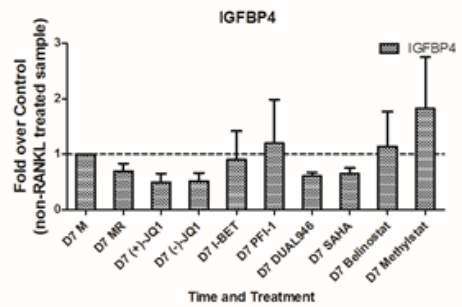 IGFBP4
IGFBP4
Fold over Control
(non-RANKL treated sample)
3
2
1
0
D7 M
D7 MR
D7 (+)-JQ1
D7 (-)-JQ1
D7 I-BET
D7 PFI-1
D7 DUAL946
D7 SAHA
D7 Belinostat
D7 Methylstat
Time and Treatment